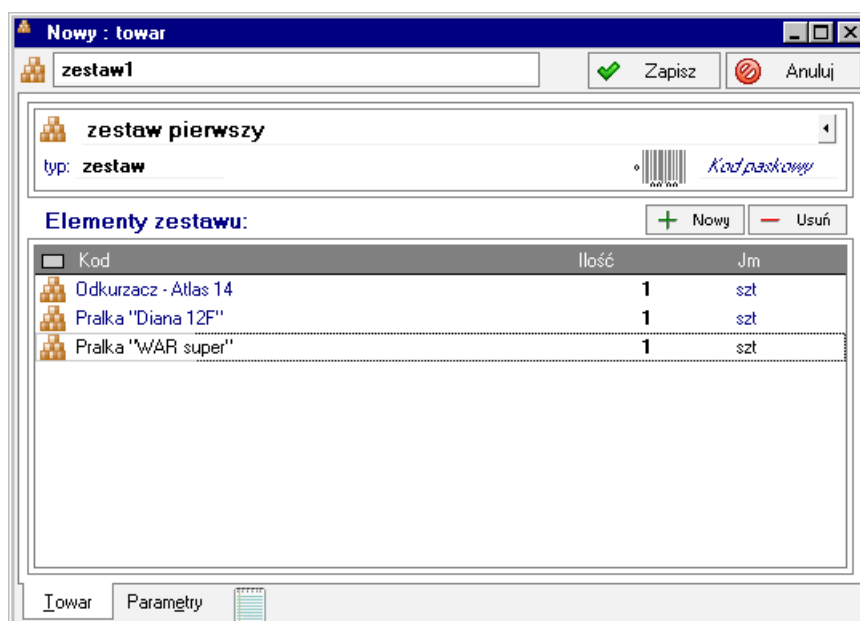 Nowy : towar
zestaw1 Zapisz Anuluj
zestaw pierwszy
typ: zestaw Kod paskowy
Elementy zestawu: Nowy Usuń
Kod Ilość Jm
Odkurzacz - Atlas 14 1 szt
Pralka "Diana 12F" 1 szt
Pralka "WAR super" 1 szt
Towar Parametry